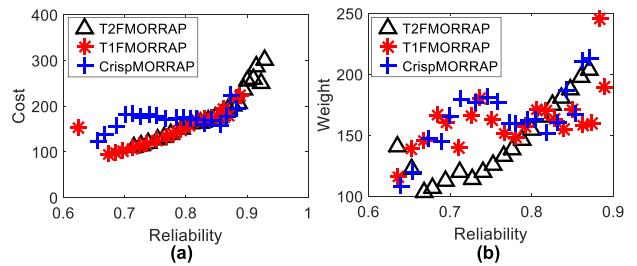 400
300
200
100
0
Cost
T2FMORRAP
T1FMORRAP
CrispMORRAP
0.6
0.7
0.8
0.9
1
Reliability
(a)
250
200
150
100
Weight
T2FMORRAP
T1FMORRAP
CrispMORRAP
0.6
0.7
0.8
0.9
Reliability
(b)